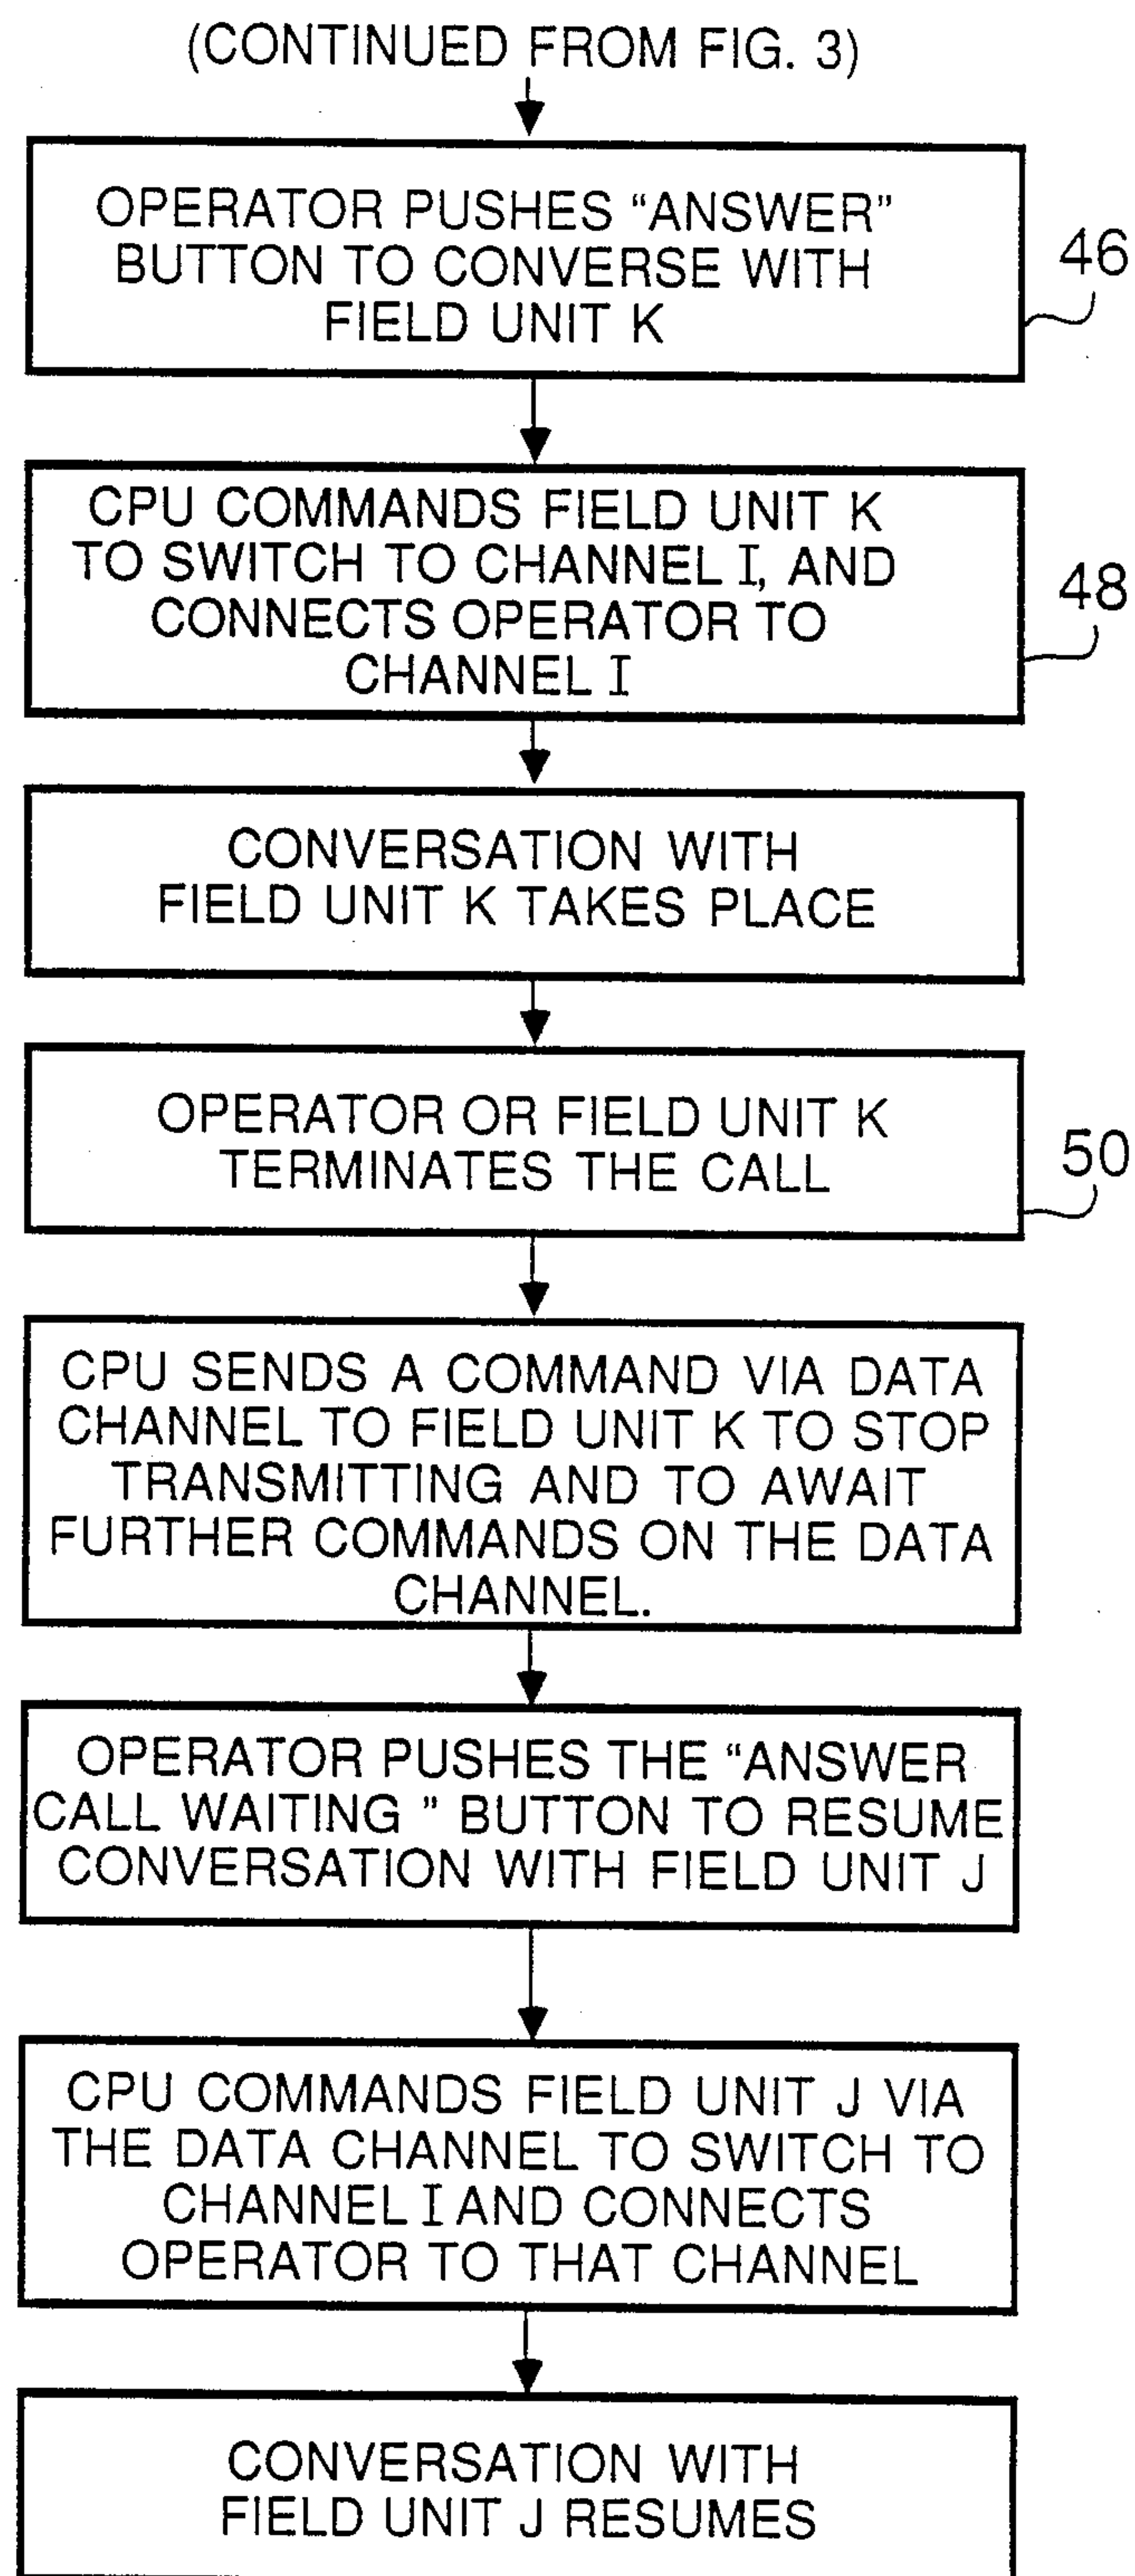 (CONTINUED FROM FIG. 3)
OPERATOR PUSHES “ANSWER”
BUTTON TO CONVERSE WITH
FIELD UNIT K
46
CPU COMMANDS FIELD UNIT K
TO SWITCH TO CHANNEL I, AND
CONNECTS OPERATOR TO
CHANNEL I
48
CONVERSATION WITH
FIELD UNIT K TAKES PLACE
OPERATOR OR FIELD UNIT K
TERMINATES THE CALL
50
CPU SENDS A COMMAND VIA DATA
CHANNEL TO FIELD UNIT K TO STOP
TRANSMITTING AND TO AWAIT
FURTHER COMMANDS ON THE DATA
CHANNEL.
OPERATOR PUSHES THE “ANSWER
CALL WAITING ” BUTTON TO RESUME
CONVERSATION WITH FIELD UNIT J
CPU COMMANDS FIELD UNIT J VIA
THE DATA CHANNEL TO SWITCH TO
CHANNEL I AND CONNECTS
OPERATOR TO THAT CHANNEL
CONVERSATION WITH
FIELD UNIT J RESUMES